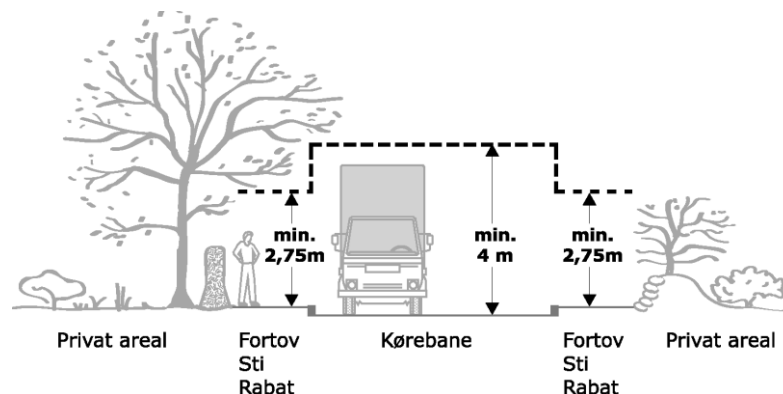 min.
2,75m
min.
4 m
min.
2,75m
Privat areal
Fortov
Sti
Rabat
Kørebane
Fortov
Sti
Rabat
Privat areal